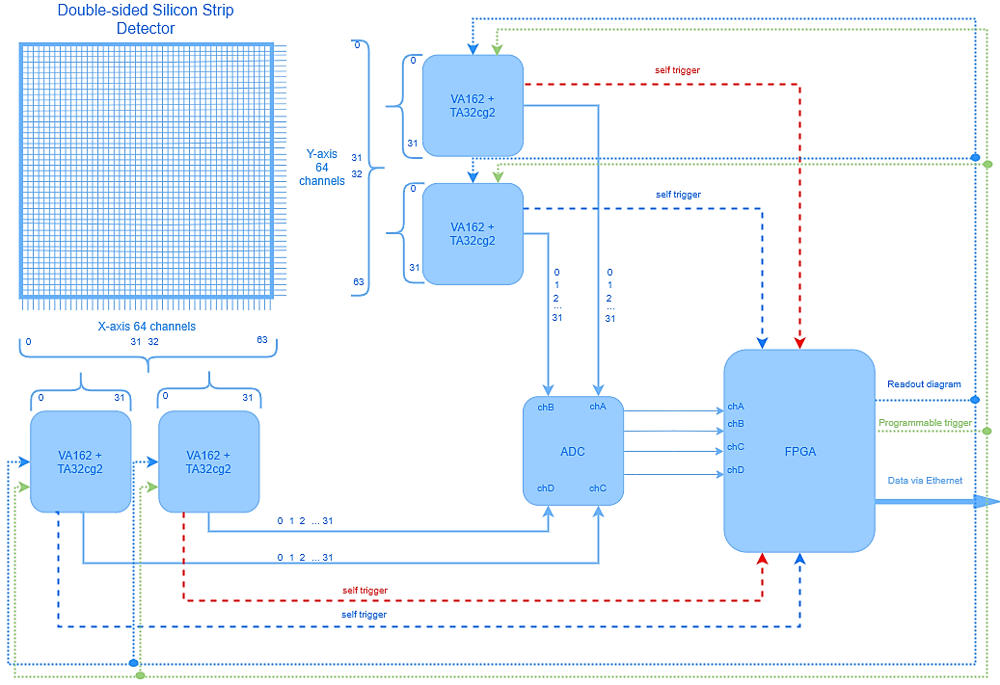 Double-sided Silicon Strip
Detector
0
31
32
63
Y-axis
64
channels
0
31
VA162 +
TA32cg2
self trigger
0
31
VA162 +
TA32cg2
self trigger
0
1
2
...
31
0
1
2
...
31
X-axis 64 channels
0
31 32
63
0
31
VA162 +
TA32cg2
0
31
VA162 +
TA32cg2
chB
chA
ADC
chD
chC
chA
chB
chC
chD
FPGA
Readout diagram
Programmable trigger
Data via Ethernet
0 1 2 ... 31
0 1 2 ... 31
self trigger
self trigger